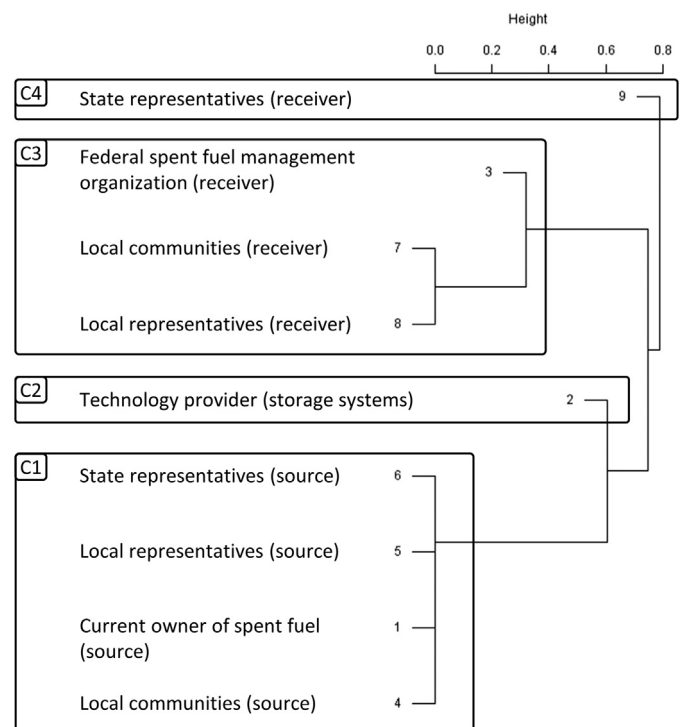 Height
0.0 0.2 0.4 0.6 0.8
C4
State representatives (receiver) 9
C3
Federal spent fuel management
organization (receiver) 3
Local communities (receiver) 7
Local representatives (receiver) 8
C2
Technology provider (storage systems) 2
C1
State representatives (source) 6
Local representatives (source) 5
Current owner of spent fuel
(source) 1
Local communities (source) 4